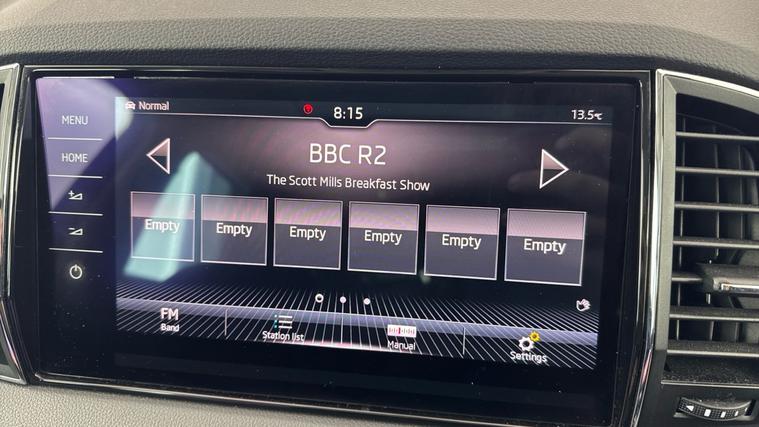 MENU
HOME
Normal
8:15
13.5°C
BBC R2
The Scott Mills Breakfast Show
Empty
Empty
Empty
Empty
Empty
Empty
FM
Band
Station list
Manual
Settings